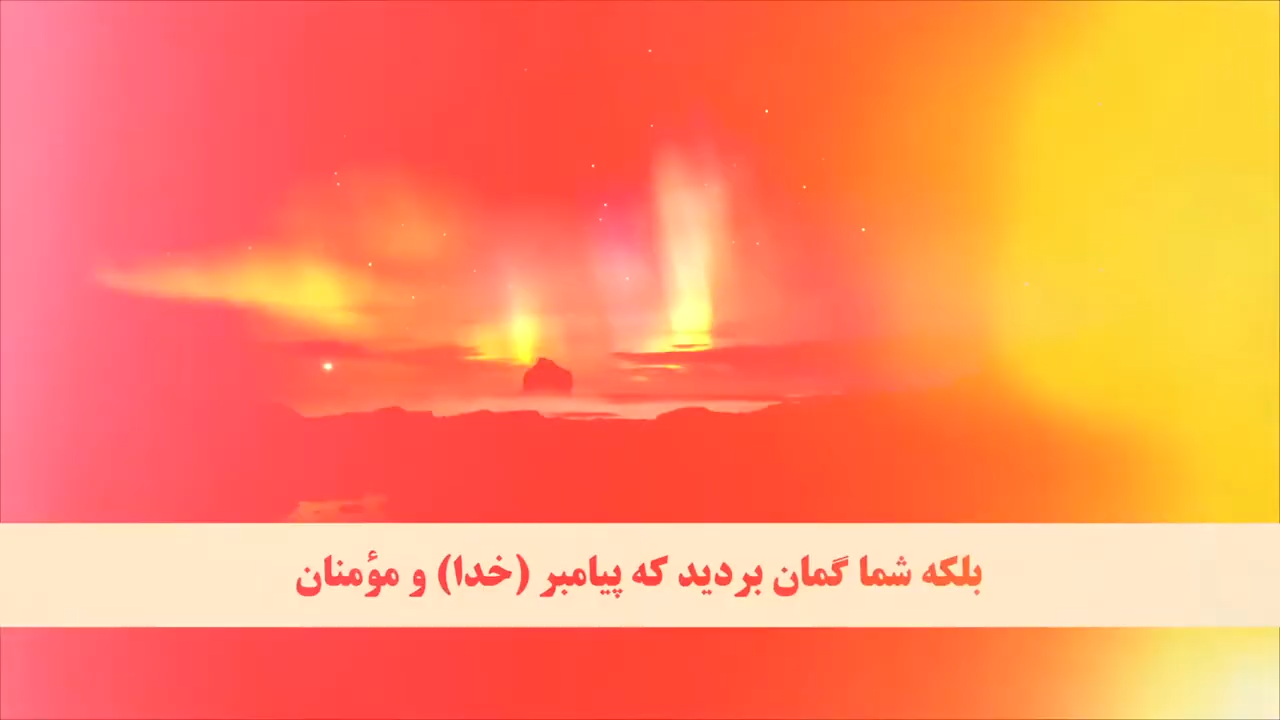 بلکه شما گمان بردید که پیامبر (خدا) و مؤمنان